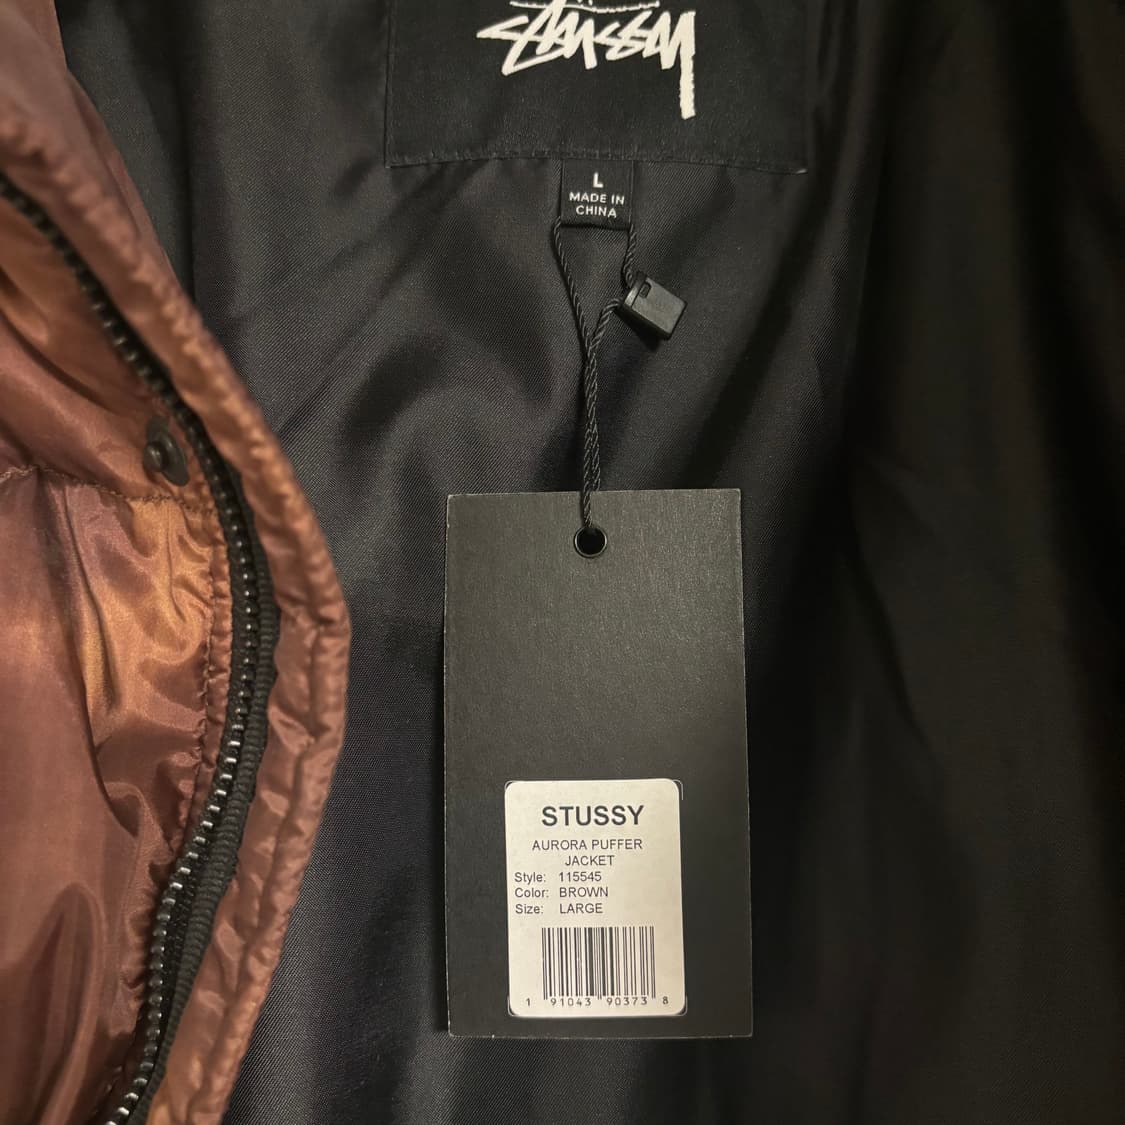 STUSSY
L
MADE IN
CHINA
STUSSY
AURORA PUFFER
JACKET
Style: 115545
Color: BROWN
Size: LARGE
1 91043 90373 8